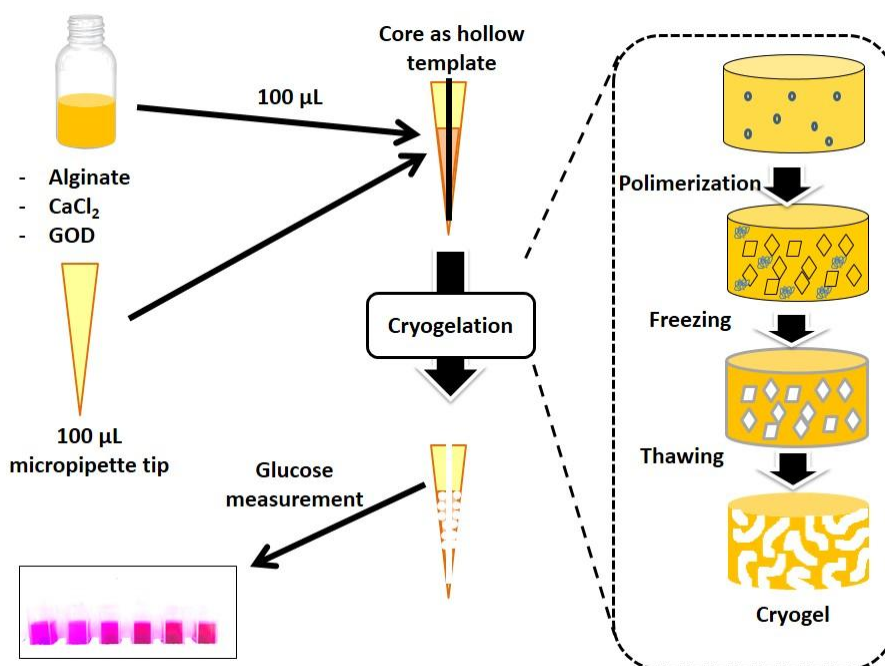 Core as hollow
template
100 µL
- Alginate
- CaCl₂
- GOD
Cryogelation
100 µL
micropipette tip
Glucose
measurement
Polimerization
Freezing
Thawing
Cryogel